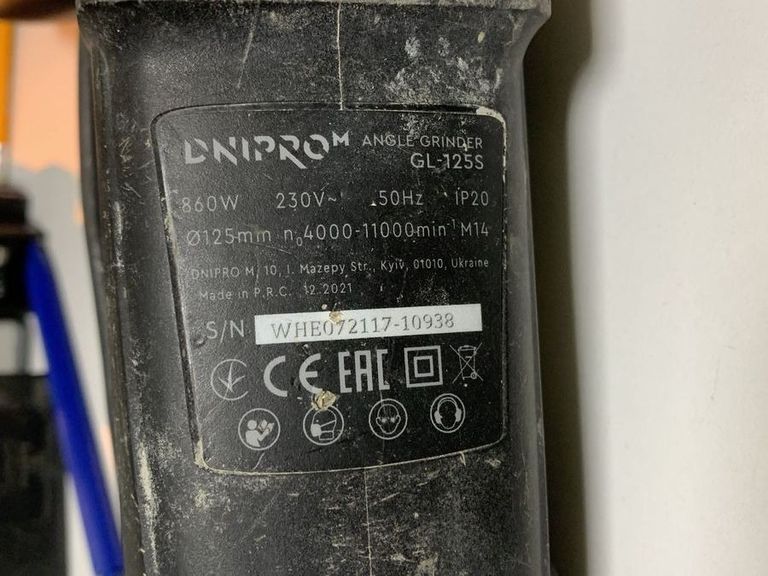 DNIPRO M ANGLE GRINDER
GL-125S
860W 230V~ 50Hz IP20
Ø125mm n₀4000-11000min⁻¹ M14
DNIPRO M, 10, I. Mazepy Str., Kyiv, 01010, Ukraine
Made in P.R.C. 12.2021
S/N WHE072117-10938
CE EAC